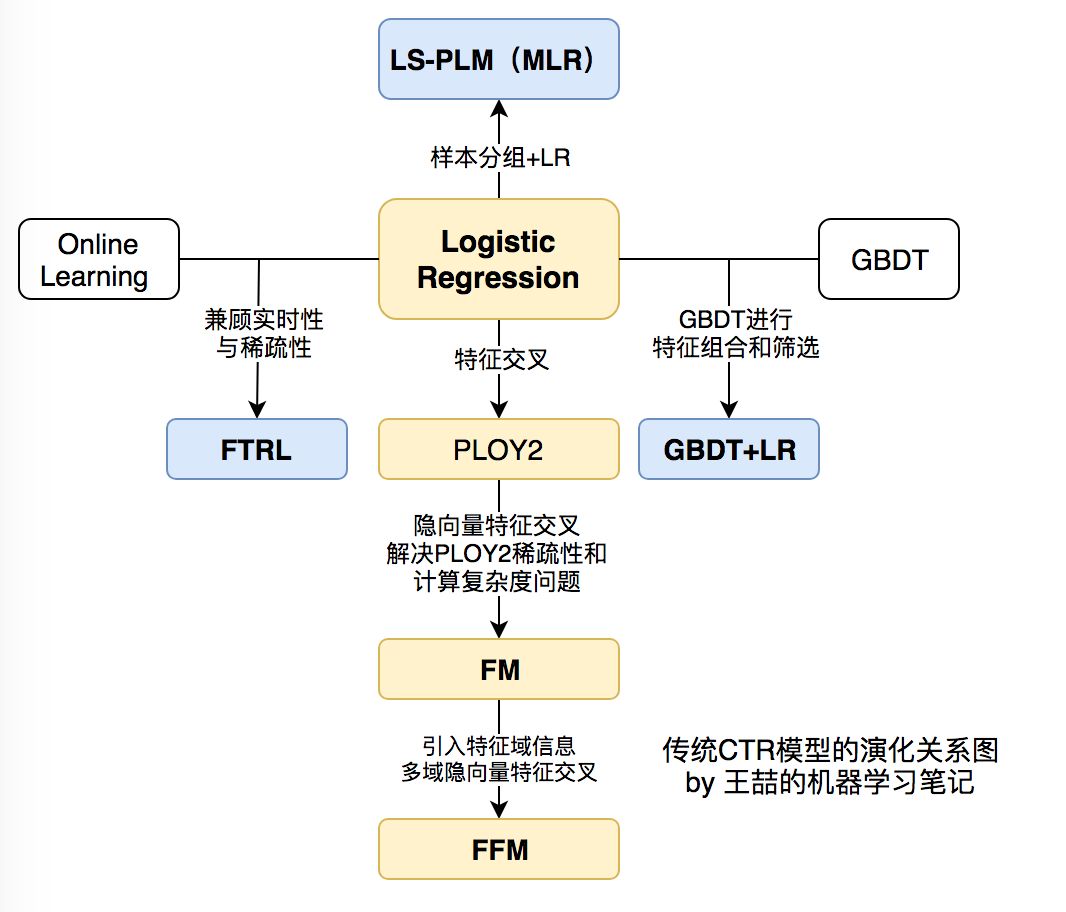 LS-PLM（MLR）
样本分组+LR
Online
Learning
Logistic
Regression
GBDT
兼顾实时性
与稀疏性
特征交叉
GBDT进行
特征组合和筛选
FTRL
PLOY2
GBDT+LR
隐向量特征交叉
解决PLOY2稀疏性和
计算复杂度问题
FM
引入特征域信息
多域隐向量特征交叉
传统CTR模型的演化关系图
by 王喆的机器学习笔记
FFM